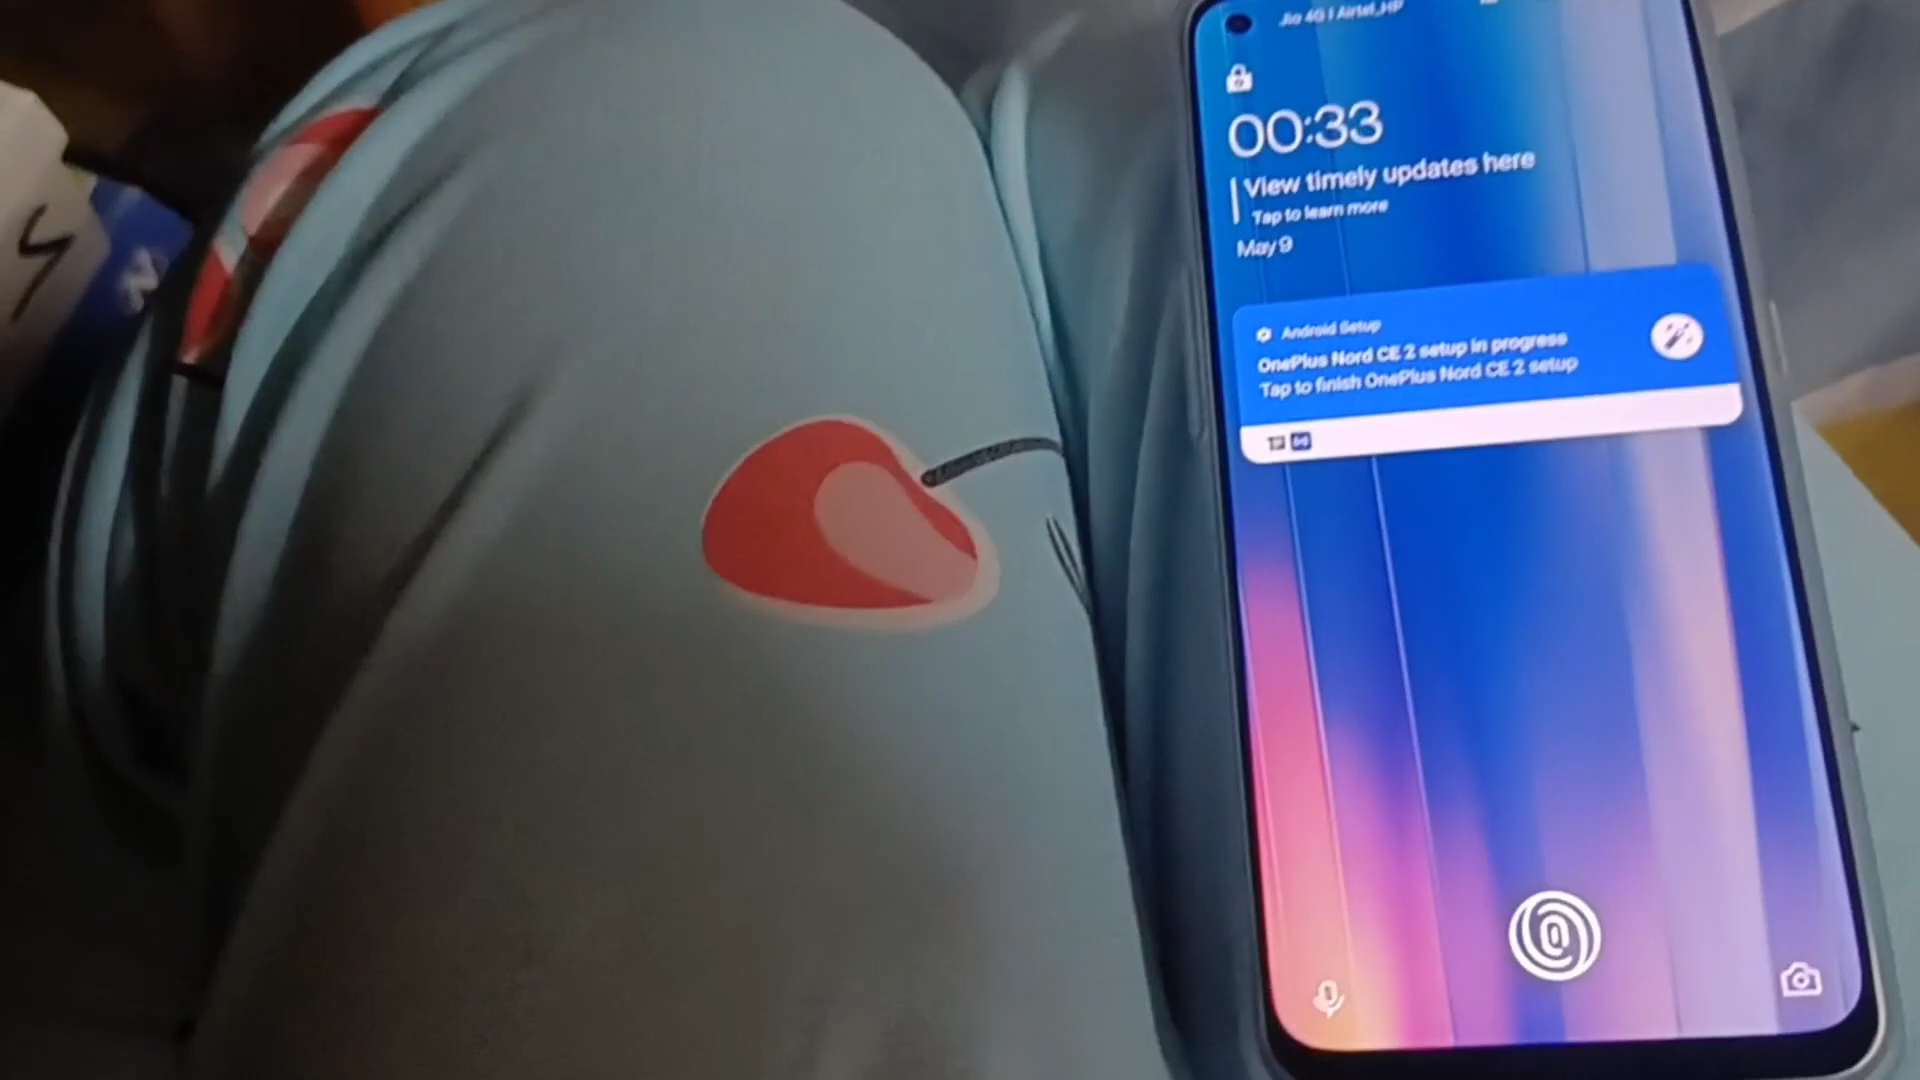 Jio 4G | Airtel_HP
00:33
View timely updates here
Tap to learn more
May 9
Android Setup
OnePlus Nord CE 2 setup in progress
Tap to finish OnePlus Nord CE 2 setup